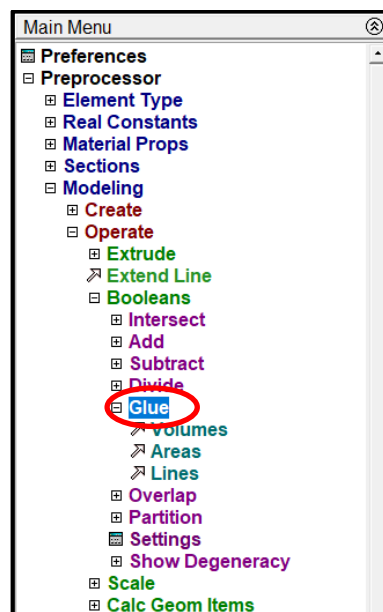 Main Menu
Preferences
Preprocessor
Element Type
Real Constants
Material Props
Sections
Modeling
Create
Operate
Extrude
Extend Line
Booleans
Intersect
Add
Subtract
Divide
Glue
Volumes
Areas
Lines
Overlap
Partition
Settings
Show Degeneracy
Scale
Calc Geom Items